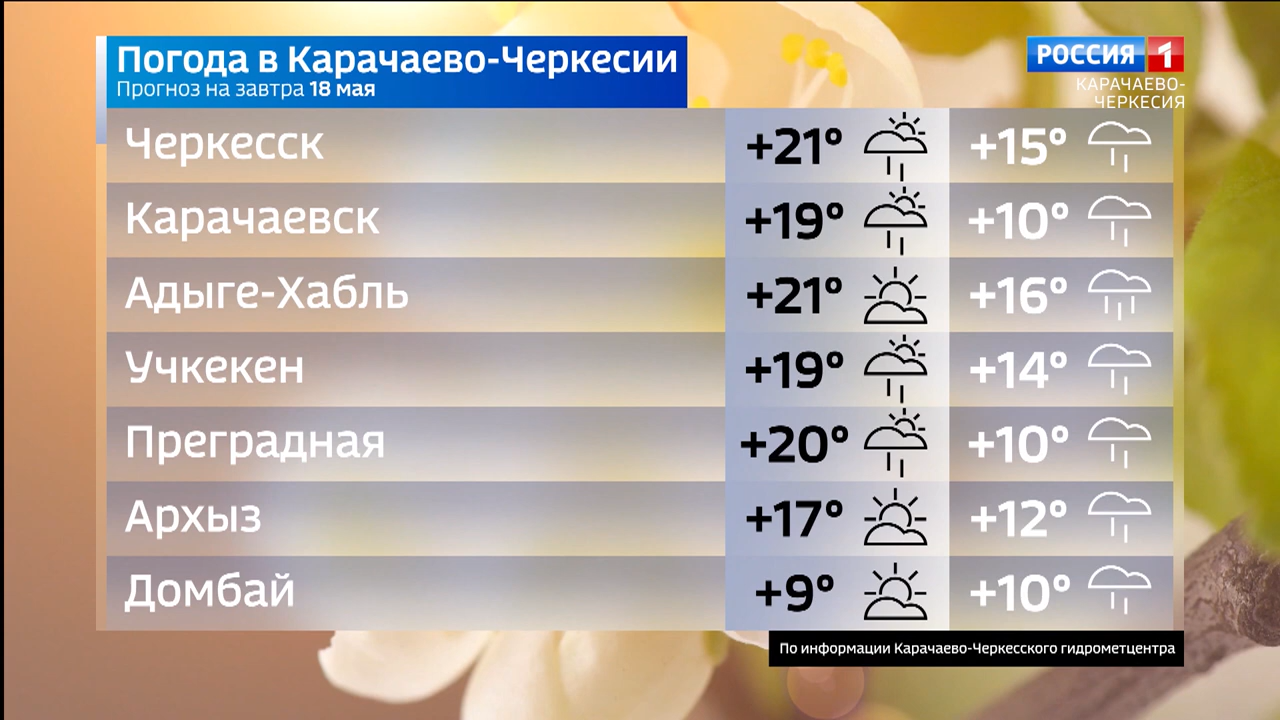 Погода в Карачаево-Черкесии
Прогноз на завтра 18 мая
РОССИЯ 1
КАРАЧАЕВО-
ЧЕРКЕСИЯ
Черкесск +21° +15°
Карачаевск +19° +10°
Адыге-Хабль +21° +16°
Учкекен +19° +14°
Преградная +20° +10°
Архыз +17° +12°
Домбай +9° +10°
По информации Карачаево-Черкесского гидрометцентра